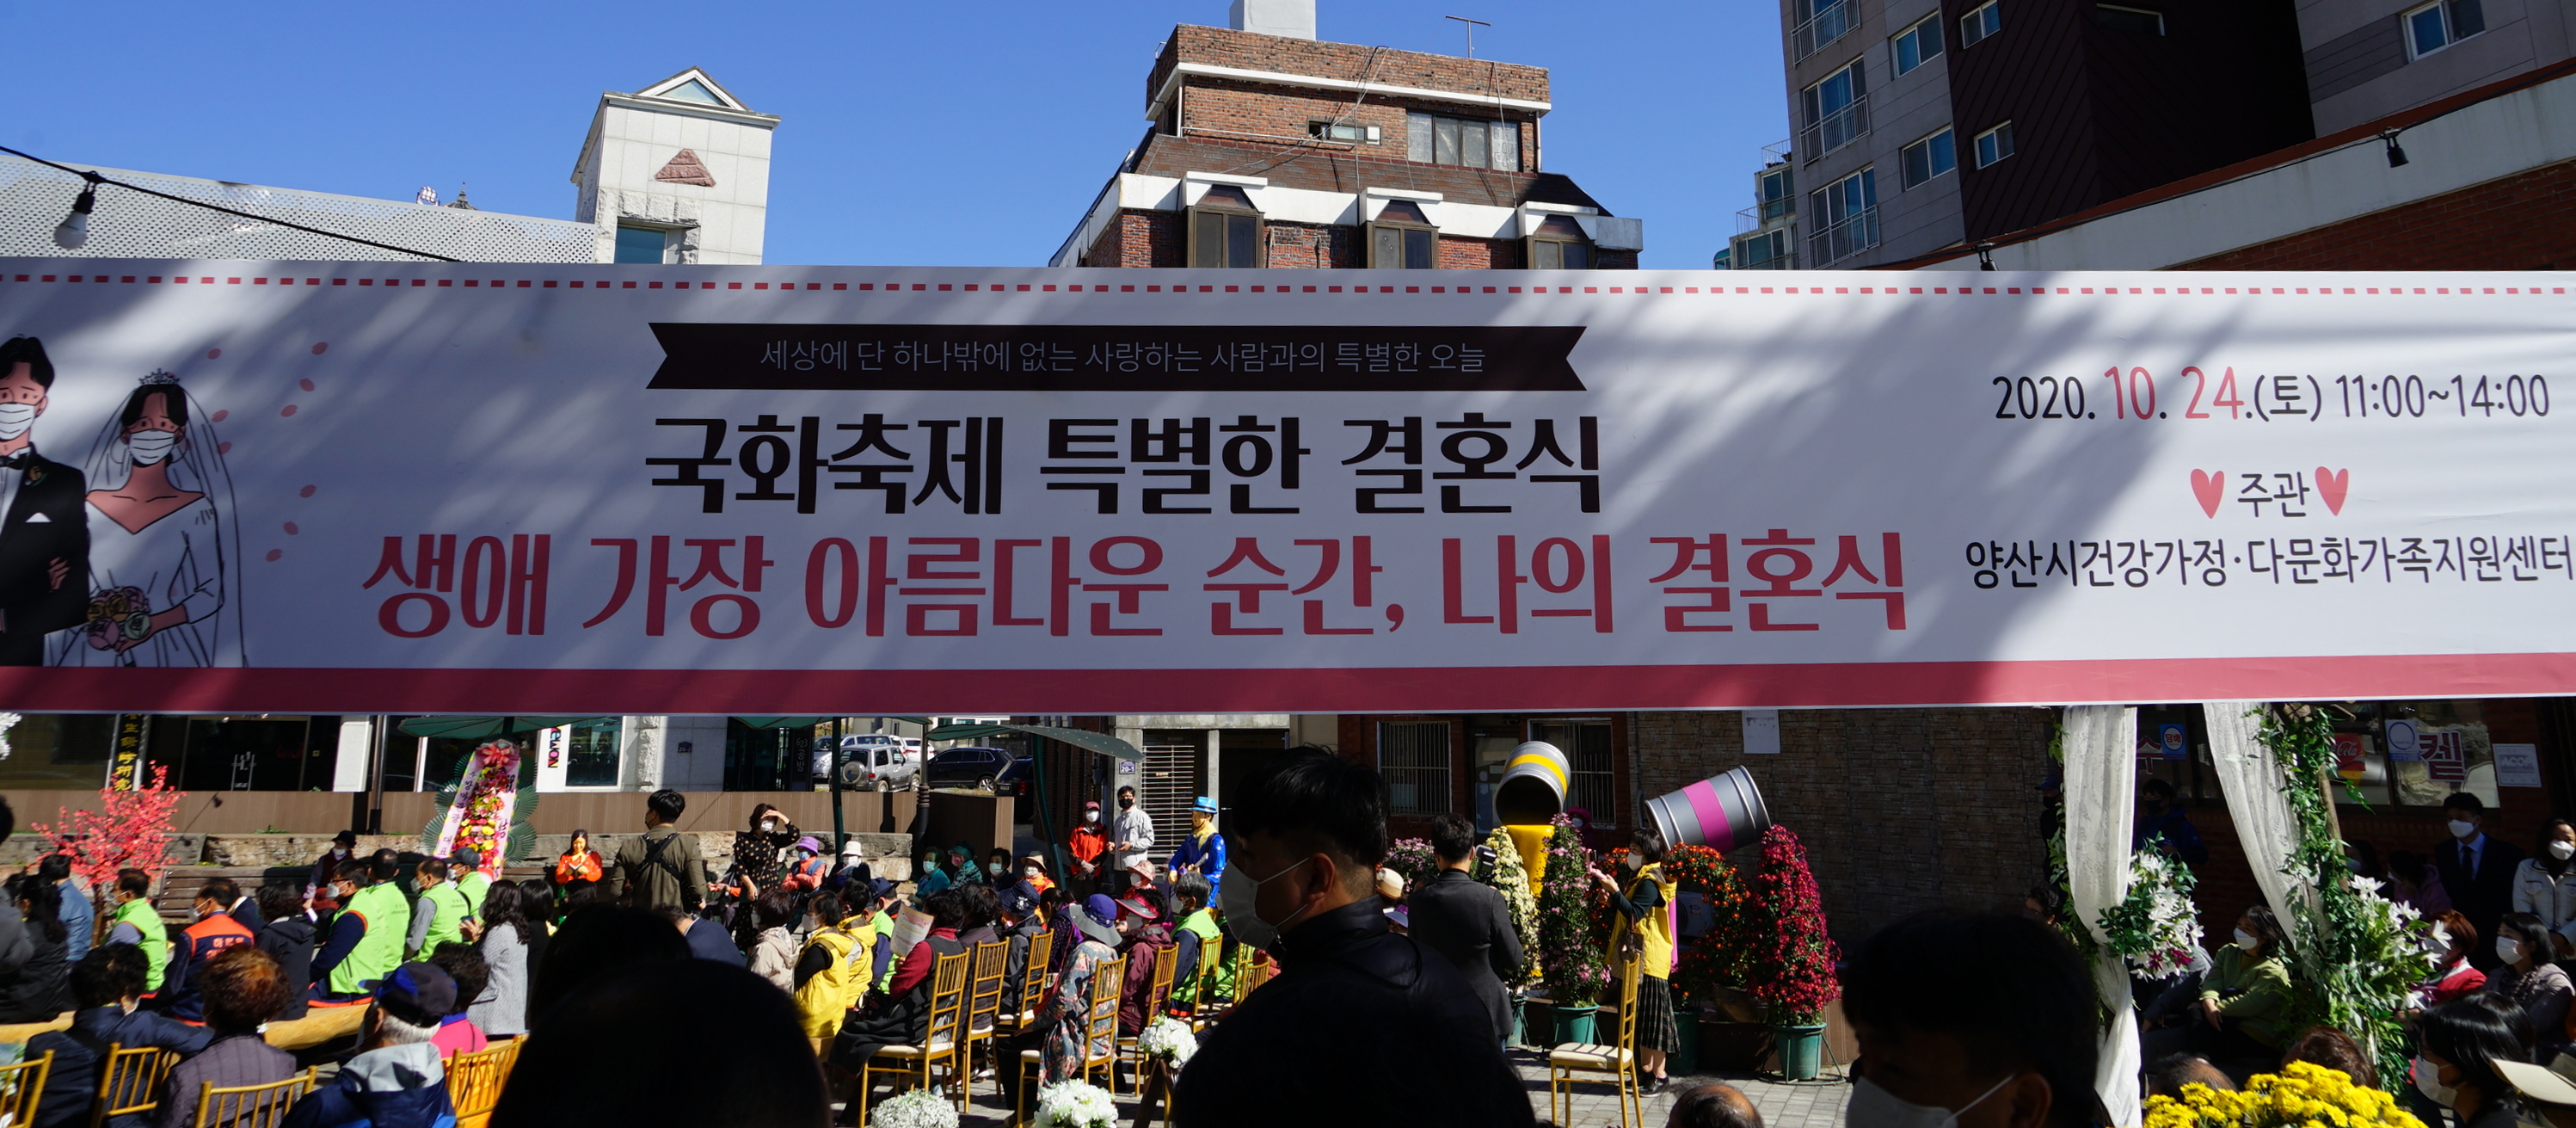 세상에 단 하나밖에 없는 사랑하는 사람과의 특별한 오늘
국화축제 특별한 결혼식
생애 가장 아름다운 순간, 나의 결혼식
2020. 10. 24.(토) 11:00~14:00
주관
양산시건강가정·다문화가족지원센터
켙